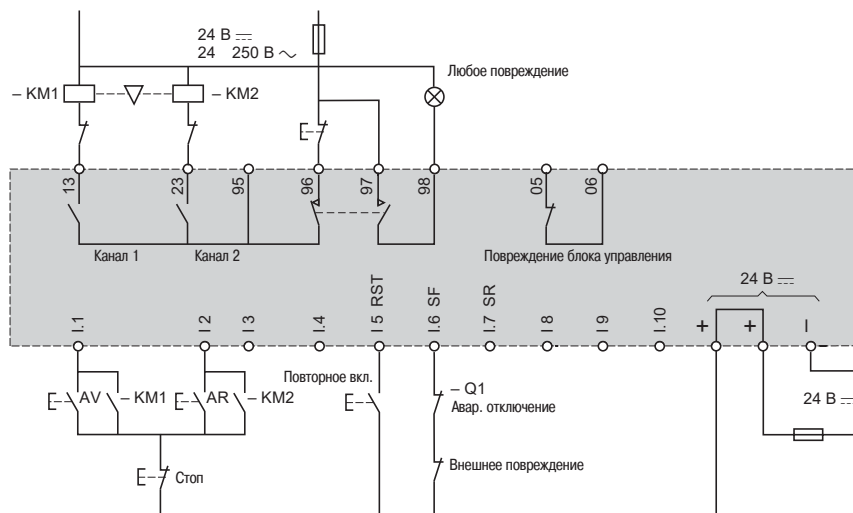 24 В
24 250 В
Любое повреждение
– KM1
– KM2
13
23
95
96
97
98
05
06
Канал 1
Канал 2
Повреждение блока управления
24 В
I.1
I 2
I 3
I.4
I 5 RST
I.6 SF
I.7 SR
I 8
I 9
I.10
+
+
I
–
AV
– KM1
AR
– KM2
Повторное вкл.
– Q1
Авар. отключение
24 В
Стоп
Внешнее повреждение